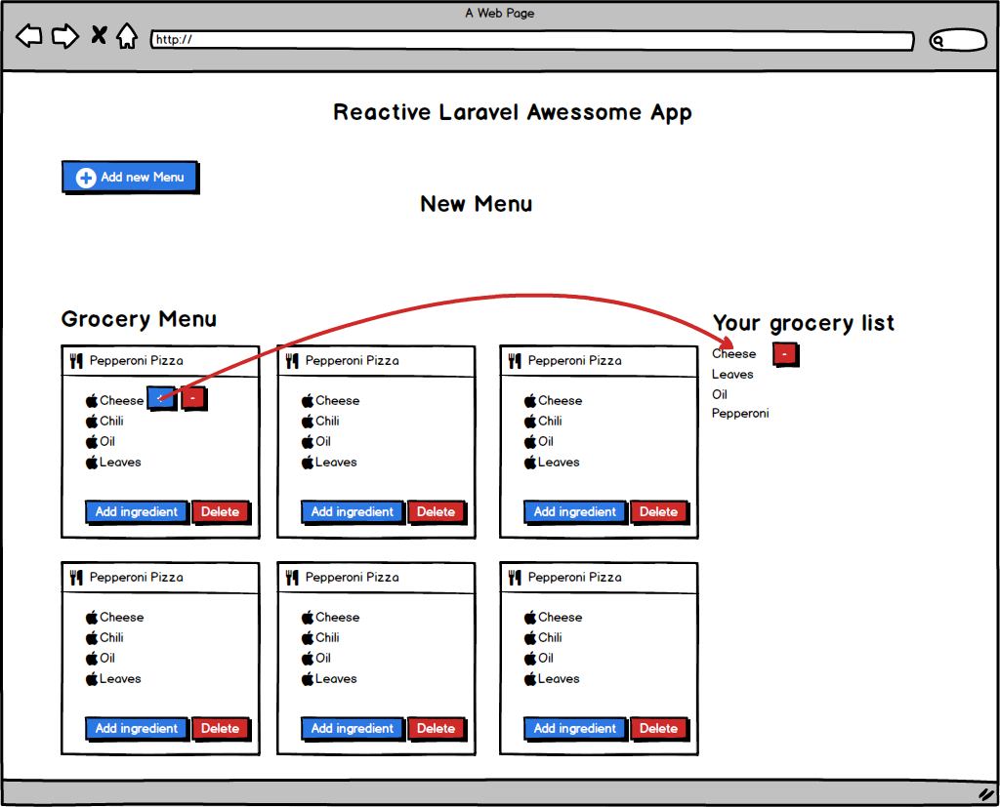 A Web Page
http://
Reactive Laravel Awessome App
Add new Menu
New Menu
Grocery Menu
Your grocery list
Pepperoni Pizza
Cheese + -
Chili
Oil
Leaves
Add ingredient Delete
Pepperoni Pizza
Cheese
Chili
Oil
Leaves
Add ingredient Delete
Pepperoni Pizza
Cheese
Chili
Oil
Leaves
Add ingredient Delete
Cheese -
Leaves
Oil
Pepperoni
Pepperoni Pizza
Cheese
Chili
Oil
Leaves
Add ingredient Delete
Pepperoni Pizza
Cheese
Chili
Oil
Leaves
Add ingredient Delete
Pepperoni Pizza
Cheese
Chili
Oil
Leaves
Add ingredient Delete